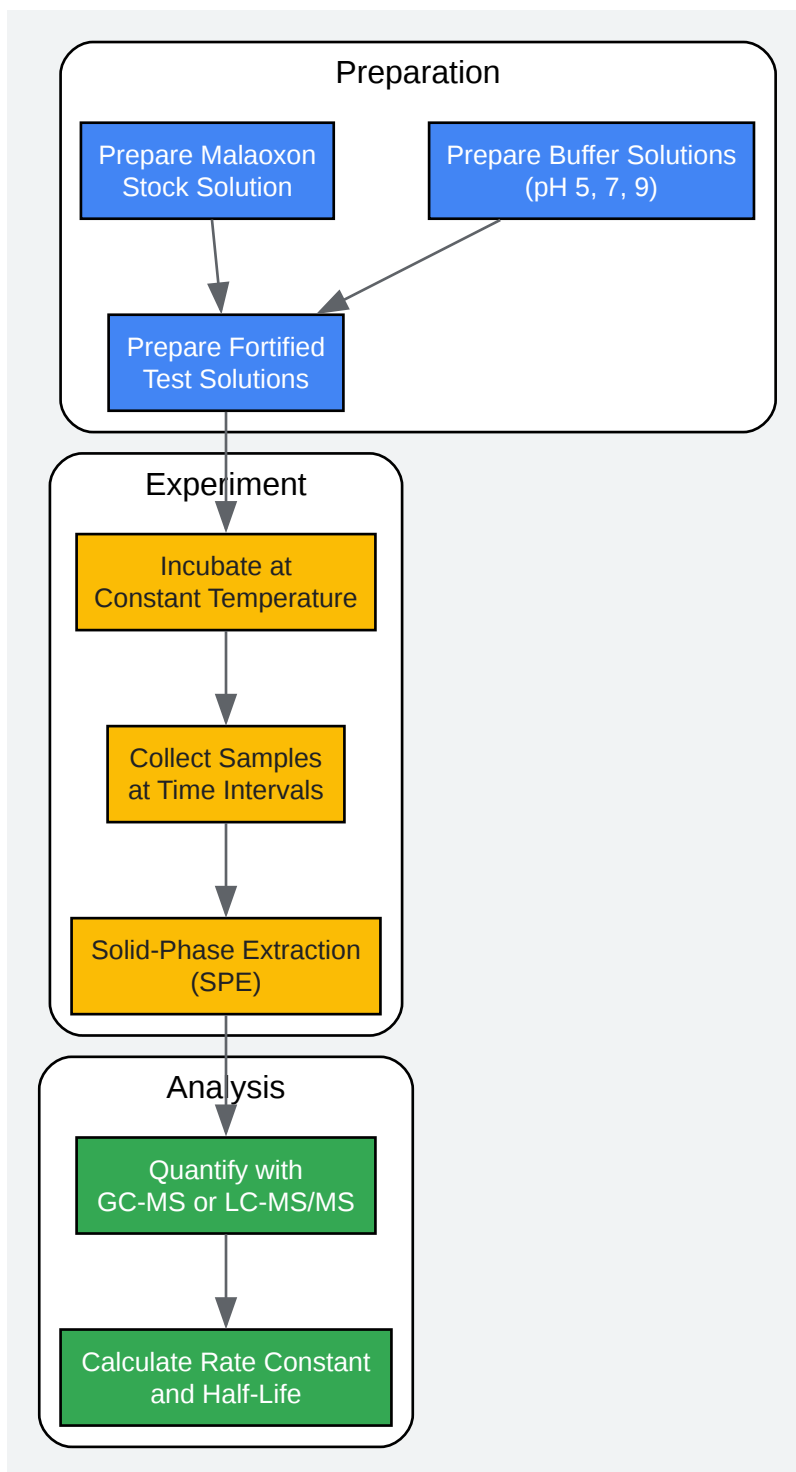 Preparation
Prepare Malaoxon
Stock Solution
Prepare Buffer Solutions
(pH 5, 7, 9)
Prepare Fortified
Test Solutions
Experiment
Incubate at
Constant Temperature
Collect Samples
at Time Intervals
Solid-Phase Extraction
(SPE)
Analysis
Quantify with
GC-MS or LC-MS/MS
Calculate Rate Constant
and Half-Life